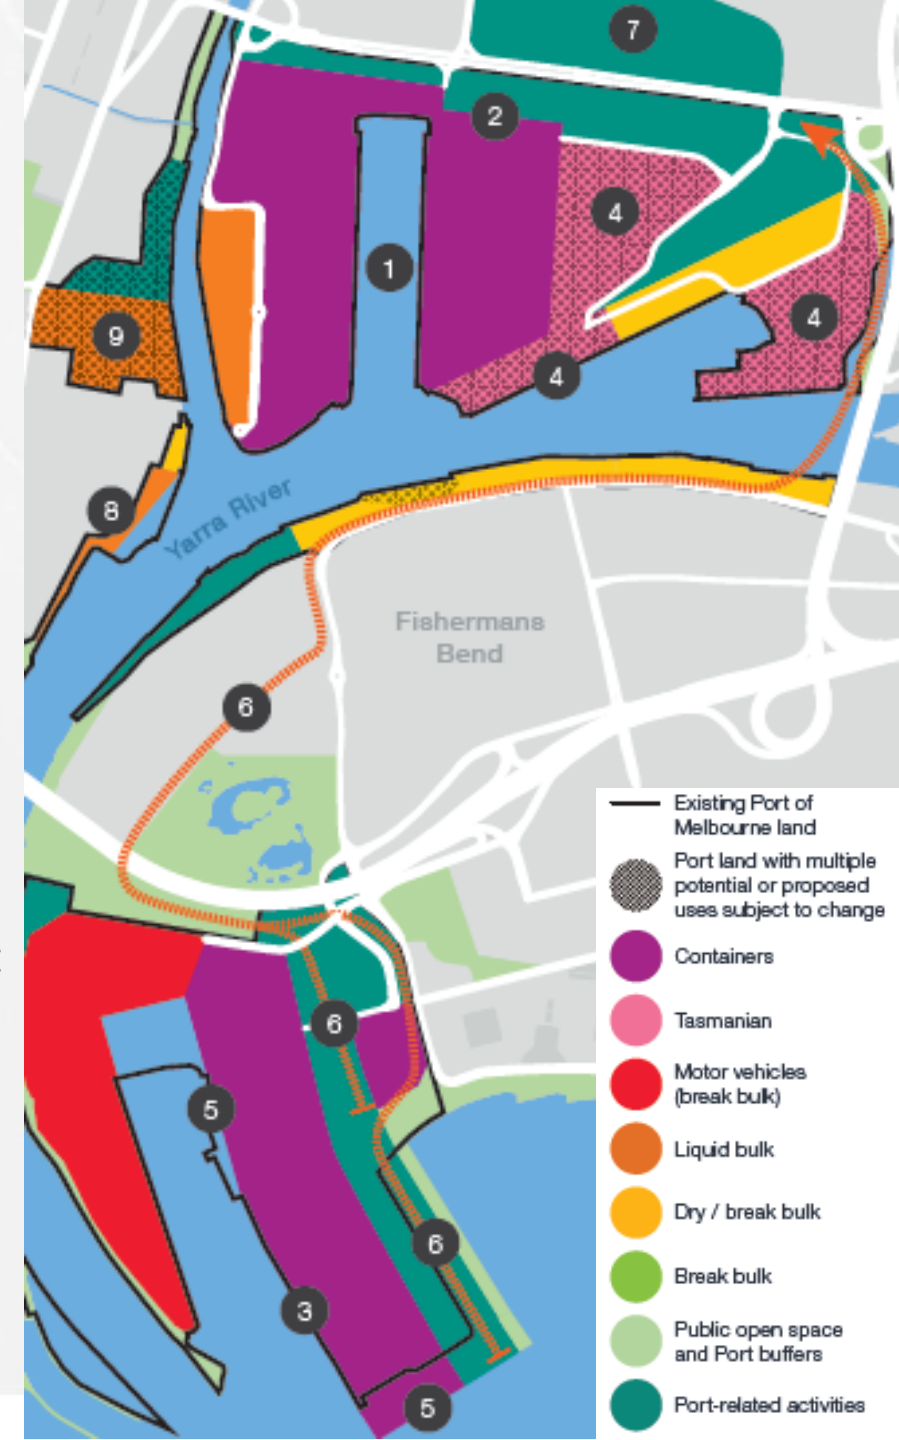 7
2
4
1
4
9
4
8
Yarra River
Fishermans
Bend
6
Existing Port of
Melbourne land
Port land with multiple
potential or proposed
uses subject to change
Containers
6
Tasmanian
Motor vehicles
(break bulk)
5
Liquid bulk
Dry / break bulk
6
Break bulk
3
Public open space
and Port buffers
5
Port-related activities